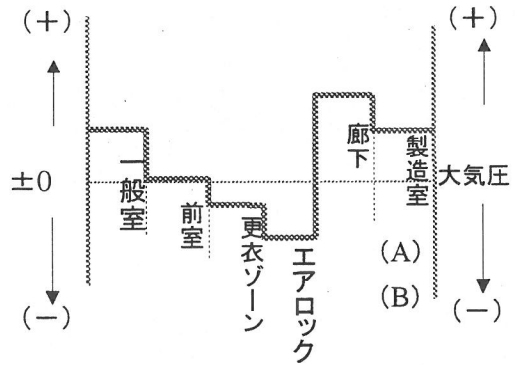 (+)
(+)
±0
一般室
前室
更衣ゾーン
エアロック
廊下
製造室
大気圧
(A)
(B)
(−)
(−)